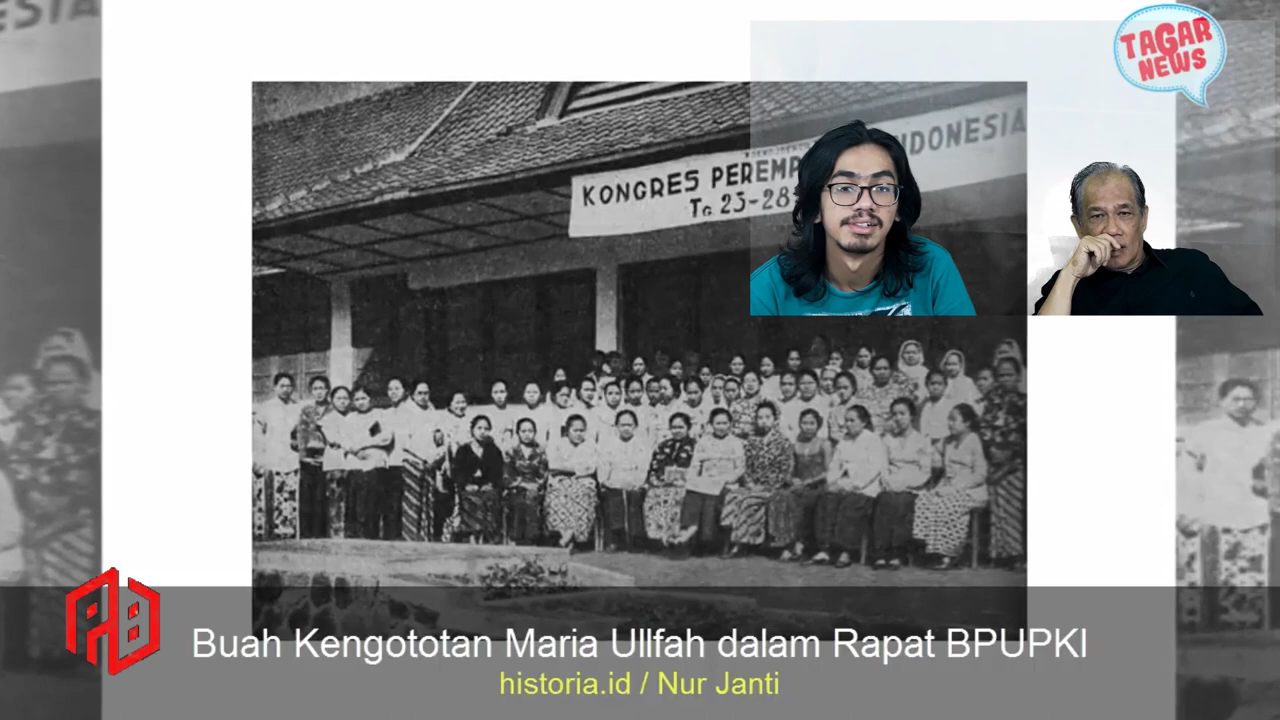 TAGAR
NEWS
ESIA
INDONESIA
KONGRES PEREMP
Tg. 25-28
Buah Kengototan Maria Ullfah dalam Rapat BPUPKI
historia.id / Nur Janti